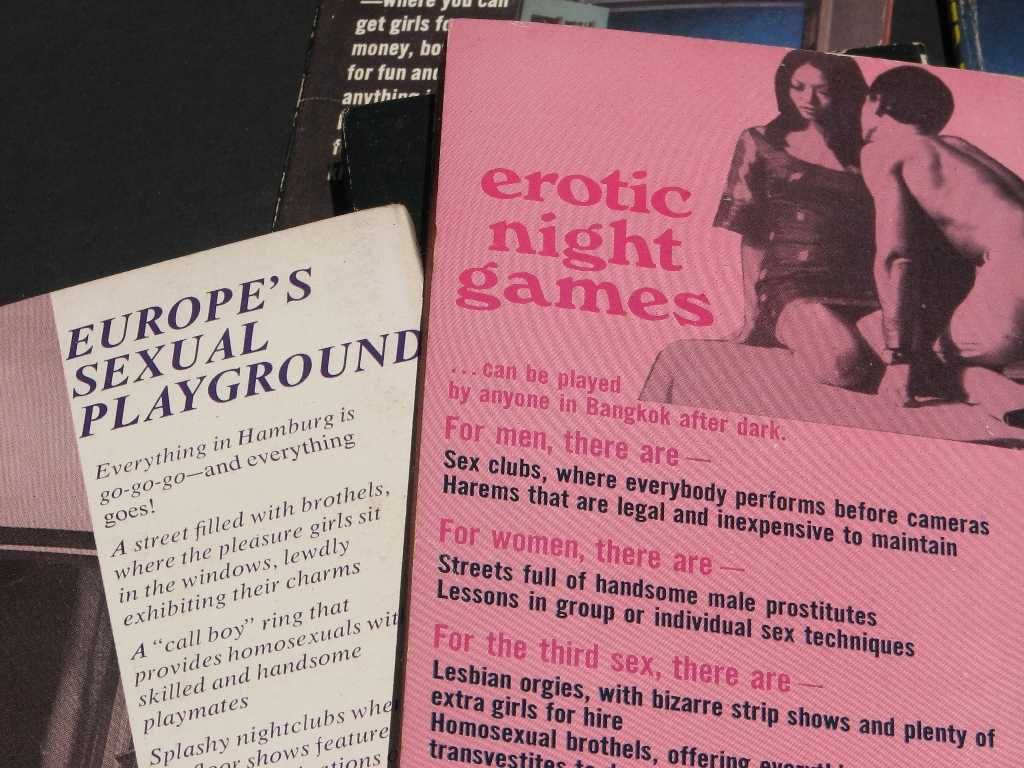 —where you can
get girls fo
money, bo
for fun and
anything
EUROPE'S
SEXUAL
PLAYGROUND
Everything in Hamburg is
go-go-go—and everything
goes!
A street filled with brothels,
where the pleasure girls sit
in the windows, lewdly
exhibiting their charms
A “call boy” ring that
provides homosexuals wit
skilled and handsome
playmates
Splashy nightclubs whe
oor shows feature
erotic
night
games
...can be played
by anyone in Bangkok after dark.
For men, there are—
Sex clubs, where everybody performs before cameras
Harems that are legal and inexpensive to maintain
For women, there are—
Streets full of handsome male prostitutes
Lessons in group or individual sex techniques
For the third sex, there are—
Lesbian orgies, with bizarre strip shows and plenty of
extra girls for hire
Homosexual brothels, offering
transvestites